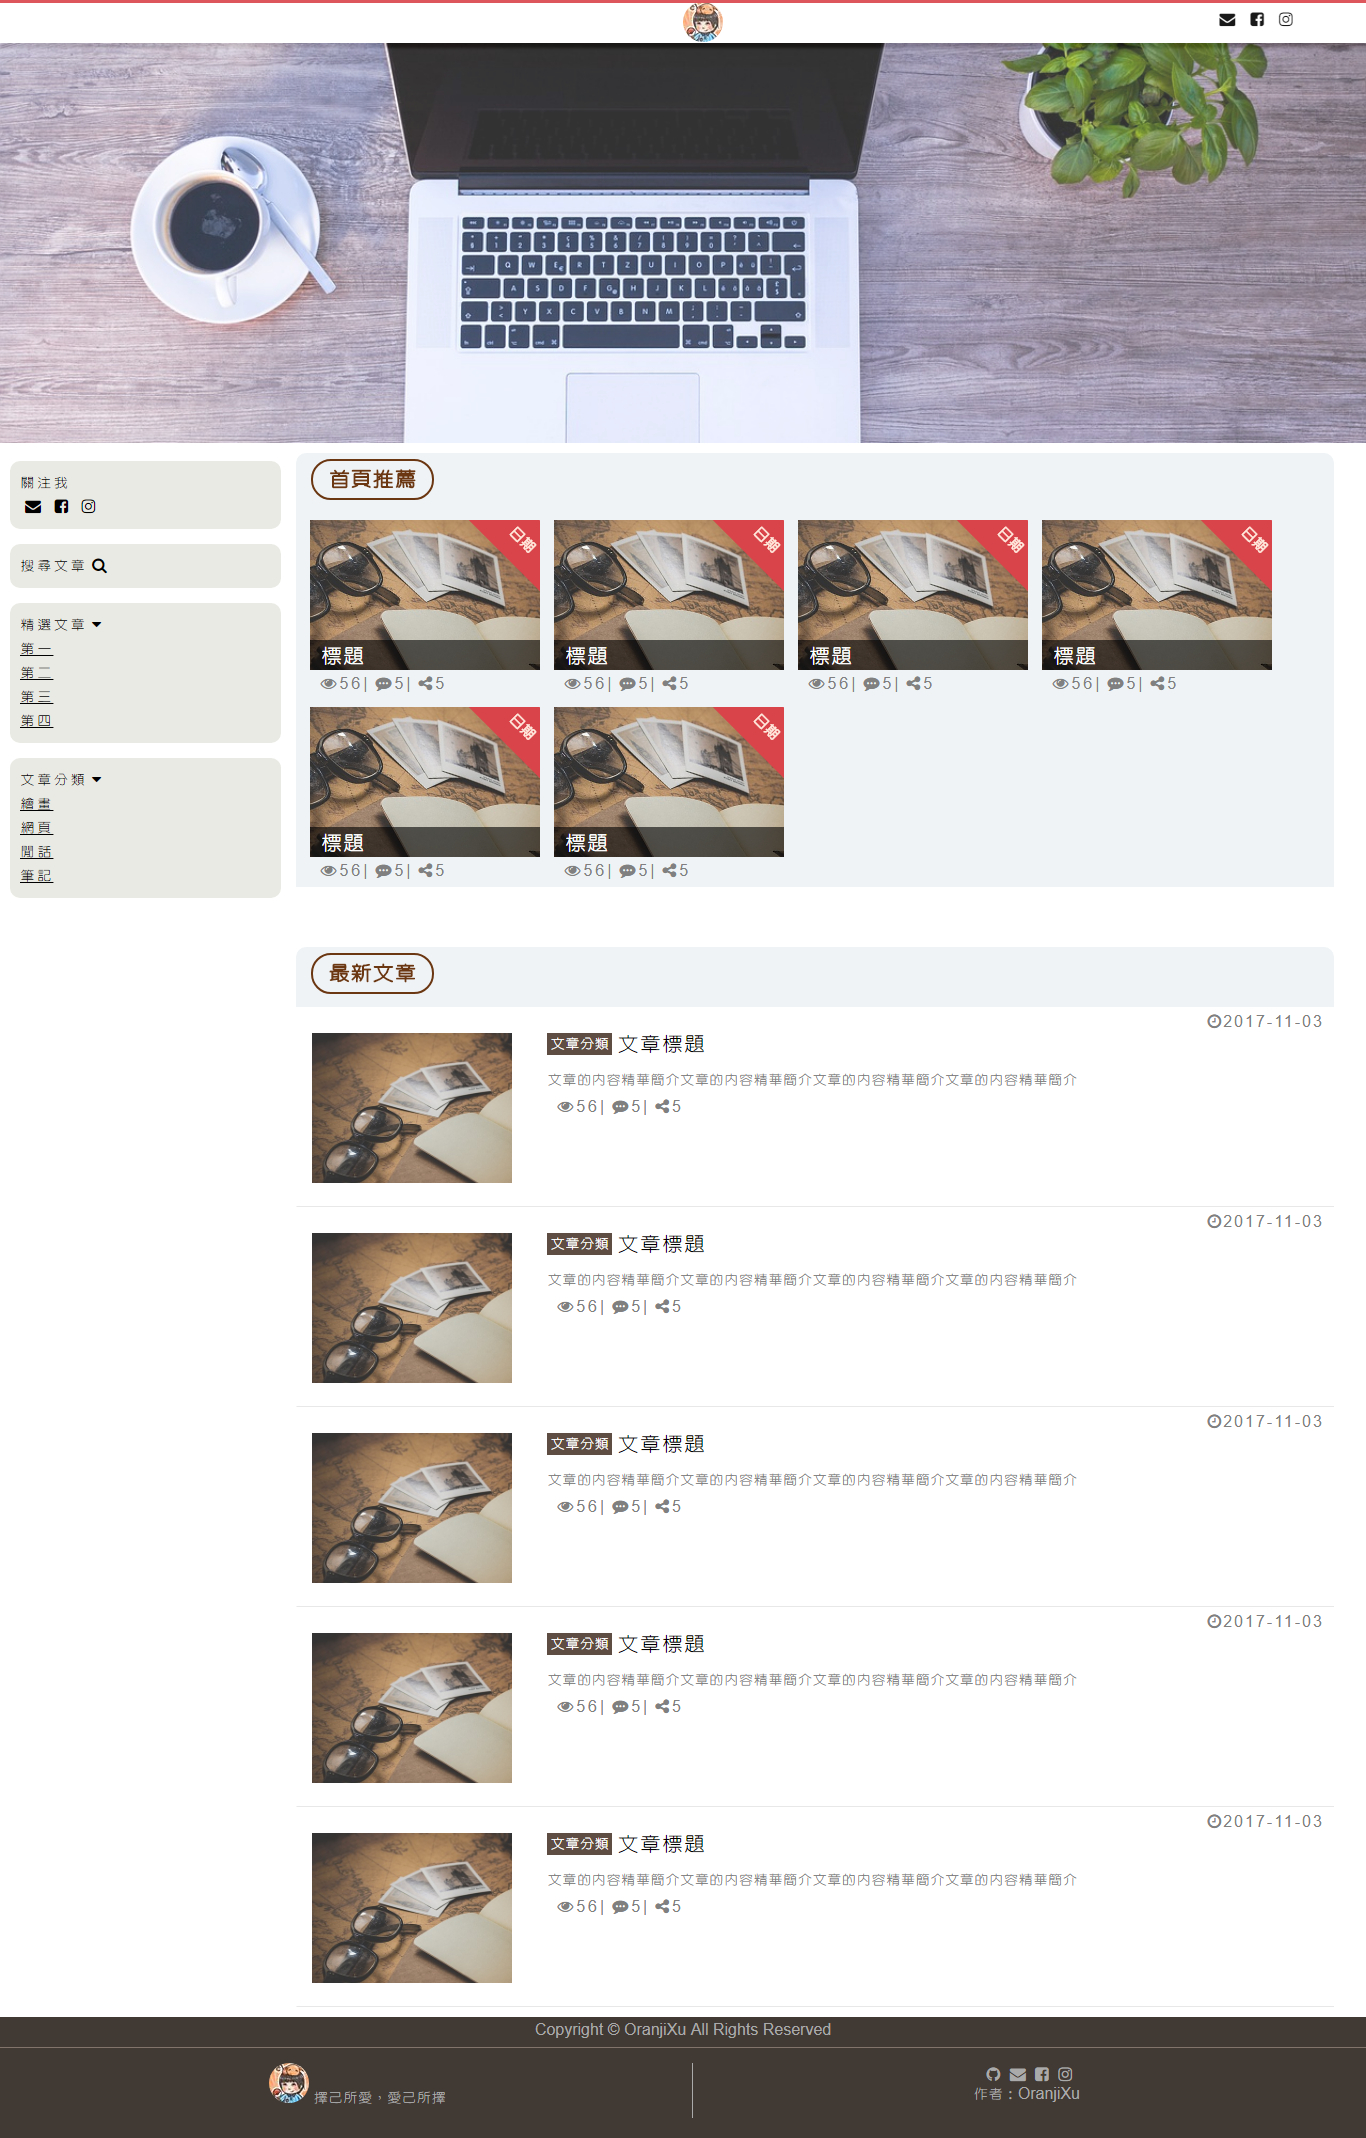 關注我
搜尋文章
精選文章
第一
第二
第三
第四
文章分類
繪畫
網頁
閒話
筆記
首頁推薦
日期
日期
日期
日期
標題
標題
標題
標題
56| 5| 5
56| 5| 5
56| 5| 5
56| 5| 5
日期
日期
標題
標題
56| 5| 5
56| 5| 5
最新文章
2017-11-03
文章分類 文章標題
文章的內容精華簡介文章的內容精華簡介文章的內容精華簡介文章的內容精華簡介
56| 5| 5
2017-11-03
文章分類 文章標題
文章的內容精華簡介文章的內容精華簡介文章的內容精華簡介文章的內容精華簡介
56| 5| 5
2017-11-03
文章分類 文章標題
文章的內容精華簡介文章的內容精華簡介文章的內容精華簡介文章的內容精華簡介
56| 5| 5
2017-11-03
文章分類 文章標題
文章的內容精華簡介文章的內容精華簡介文章的內容精華簡介文章的內容精華簡介
56| 5| 5
2017-11-03
文章分類 文章標題
文章的內容精華簡介文章的內容精華簡介文章的內容精華簡介文章的內容精華簡介
56| 5| 5
Copyright © OranjiXu All Rights Reserved
擇己所愛，愛己所擇
作者：OranjiXu